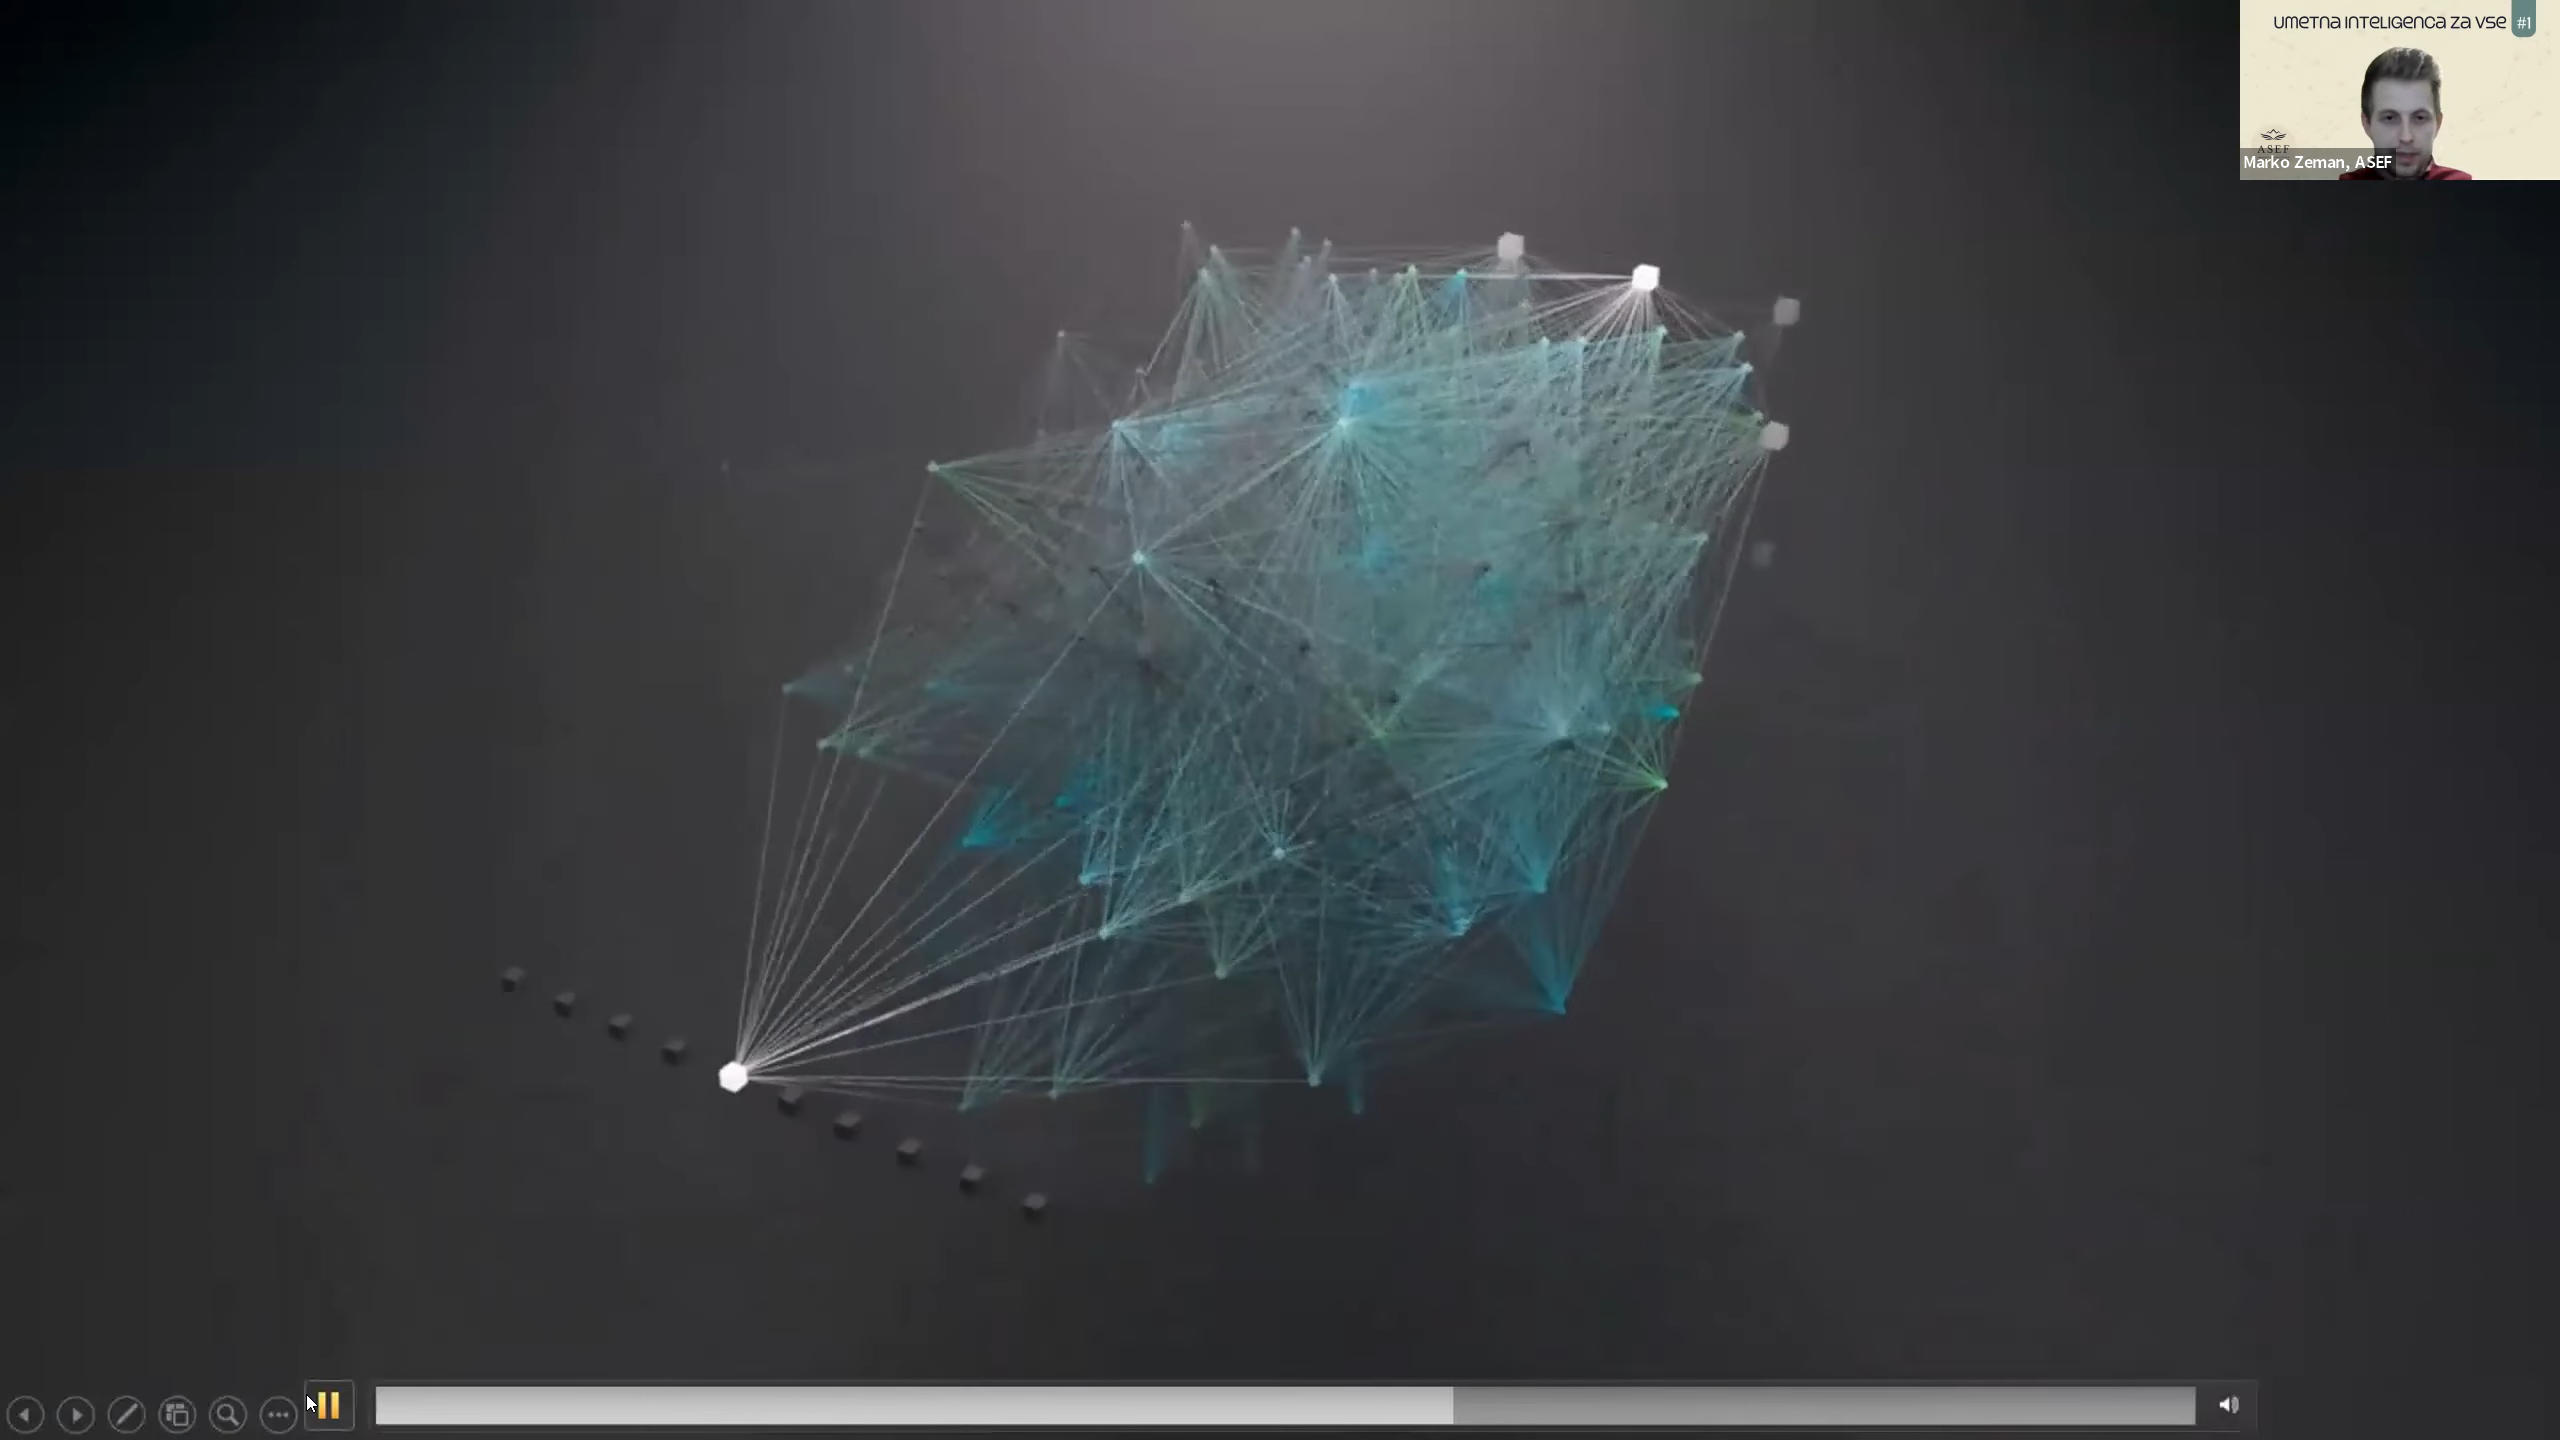 UMETNA INTELIGENCA ZA VSE #1
ASEF
Marko Zeman, ASEF